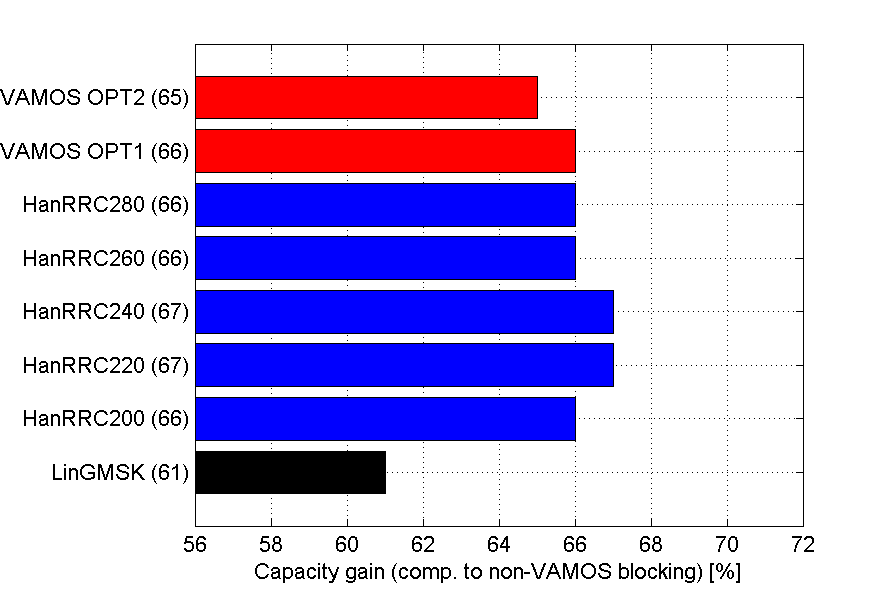 VAMOS OPT2 (65)
VAMOS OPT1 (66)
HanRRC280 (66)
HanRRC260 (66)
HanRRC240 (67)
HanRRC220 (67)
HanRRC200 (66)
LinGMSK (61)
56 58 60 62 64 66 68 70 72
Capacity gain (comp. to non-VAMOS blocking) [%]